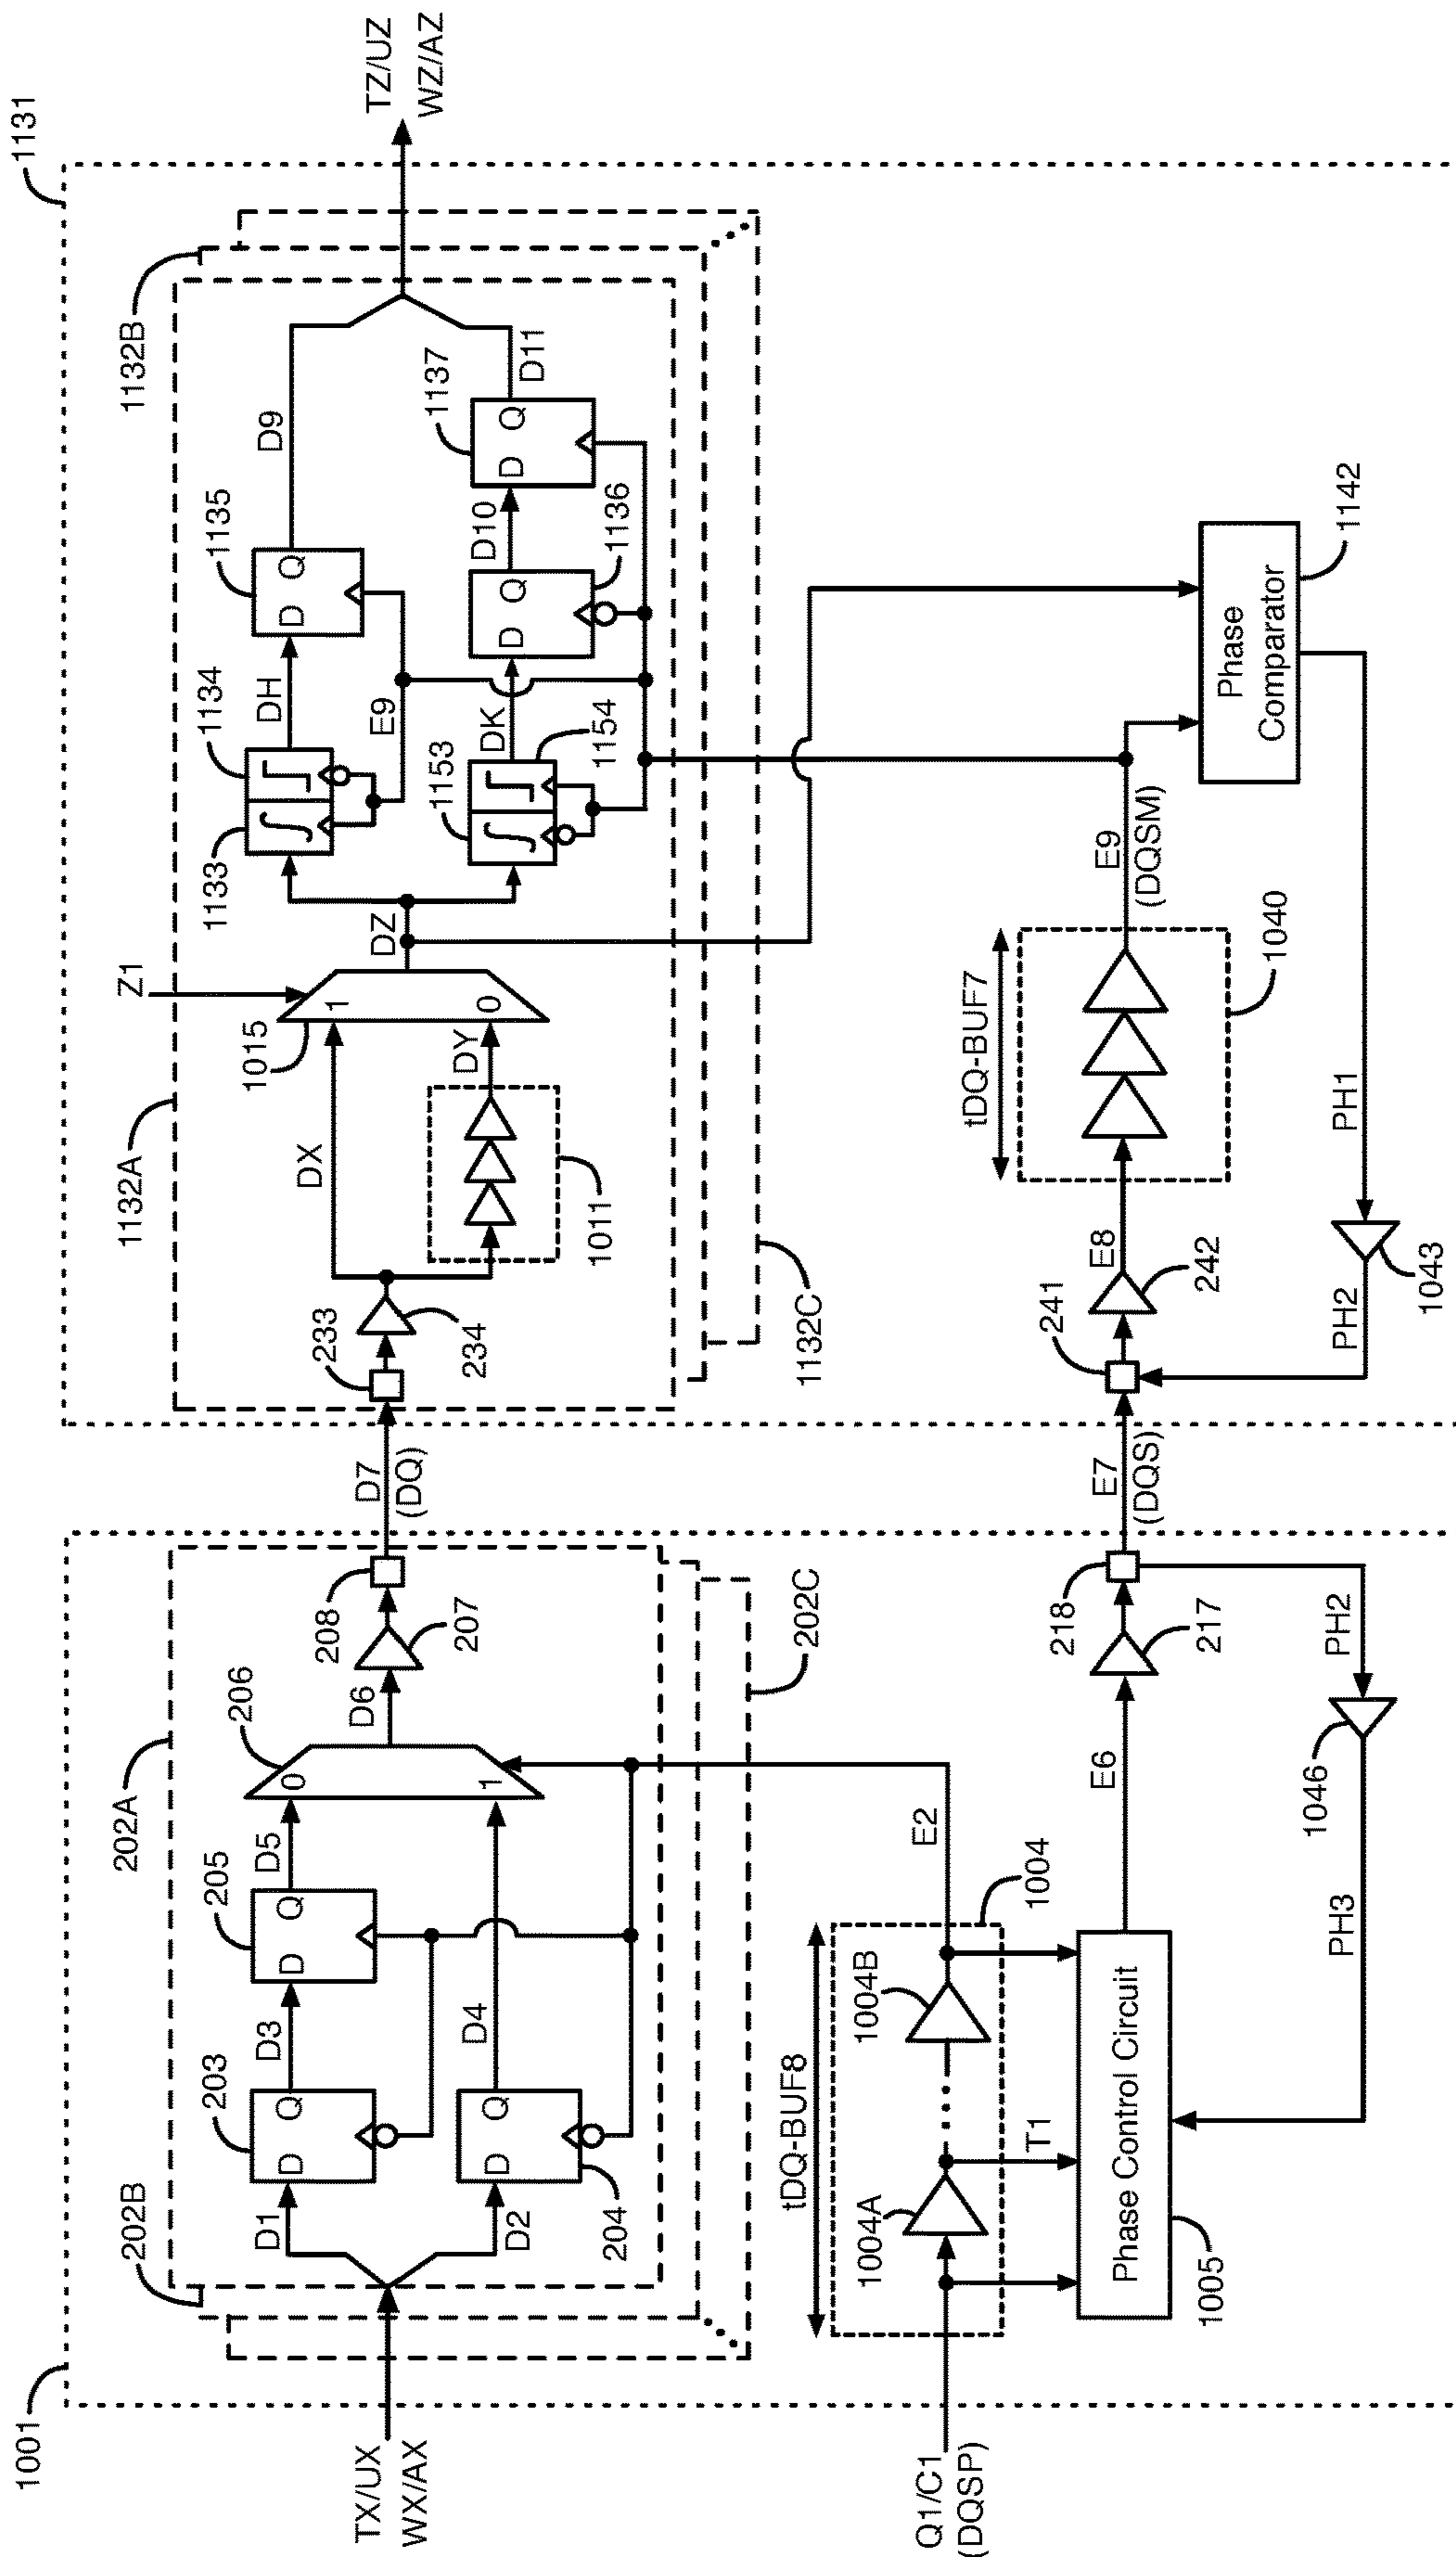 1001
202B
202A
TX/UX
WX/AX
D1
D2
203
D Q
D3
204
D Q
D4
205
D Q
D5
206
0
1
D6
207
208
202C
D7
(DQ)
Q1/C1
(DQSP)
tDQ-BUF8
1004A
1004B
1004
T1
E2
Phase Control Circuit
1005
E6
218
217
PH2
1046
PH3
E7
(DQS)
1131
1132A
1132B
1132C
233
234
DX
1011
DY
1015
Z1
1
0
DZ
1133
1134
DH
E9
1135
D Q
D9
1153
DK
1154
D Q
1136
D10
D Q
1137
D11
TZ/UZ
WZ/AZ
241
242
E8
tDQ-BUF7
1040
E9
(DQSM)
Phase
Comparator
1142
PH1
1043
PH2